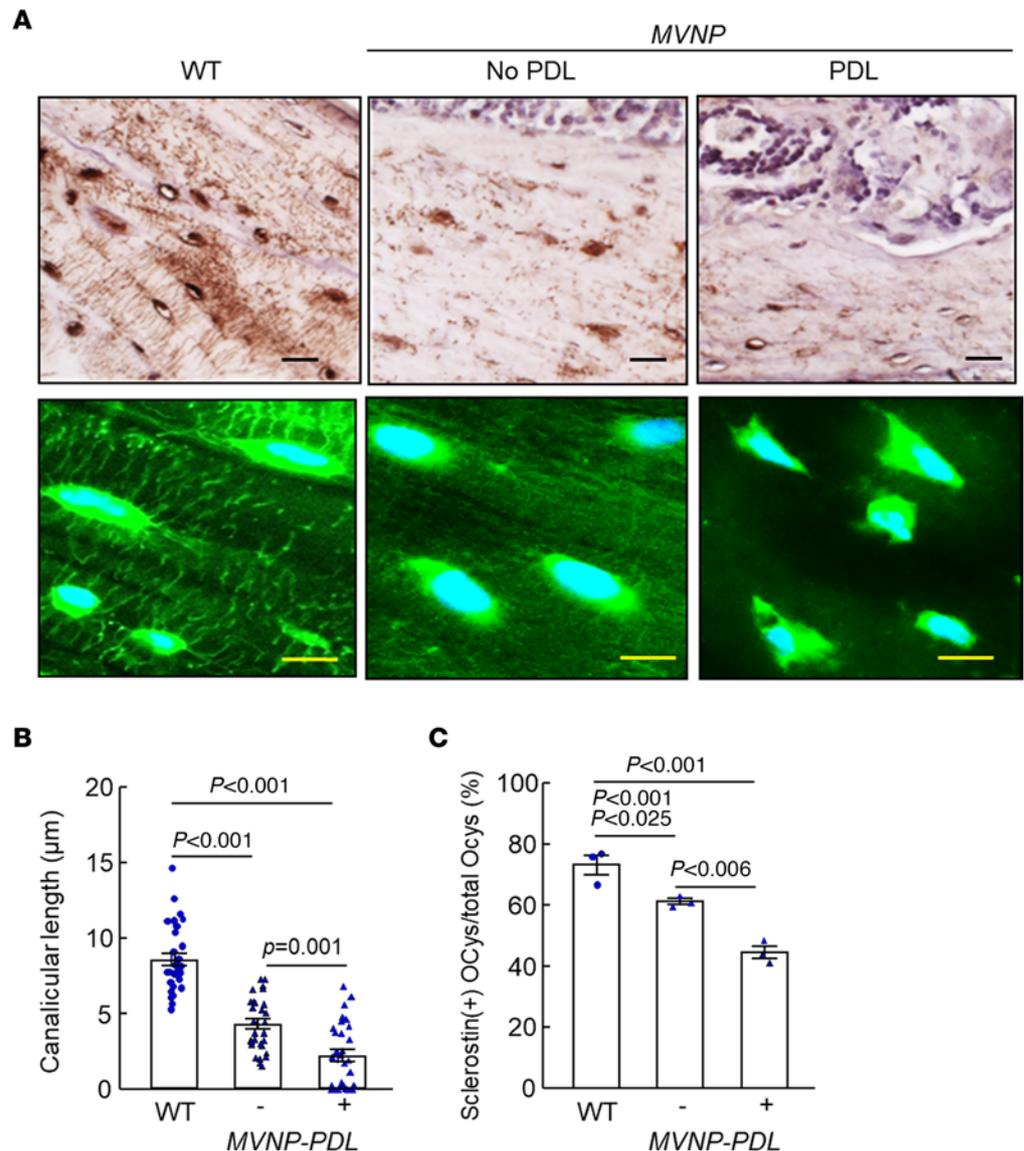 A
MVNP
WT
No PDL
PDL
B
C
Canalicular length (µm)
20
15
10
5
0
P<0.001
P<0.001
p=0.001
WT
-
+
MVNP-PDL
Sclerostin(+) OCys/total Ocys (%)
100
80
60
40
20
0
P<0.001
P<0.001
P<0.025
P<0.006
WT
-
+
MVNP-PDL